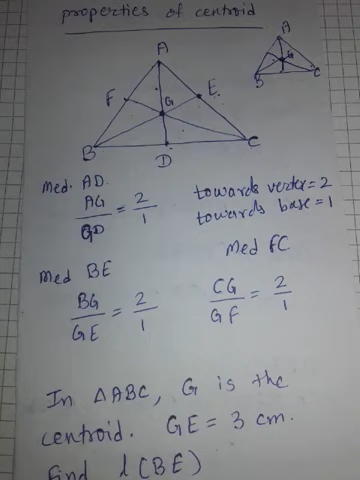 properties of centroid
A
F
E
G
B
D
C
A
G
B
C
Med. AD.
AG/GD = 2/1
towards vertex = 2
towards base = 1
Med BE
BG/GE = 2/1
Med FC
CG/GF = 2/1
In △ABC, G is the
centroid. GE = 3 cm.
Find l(BE)